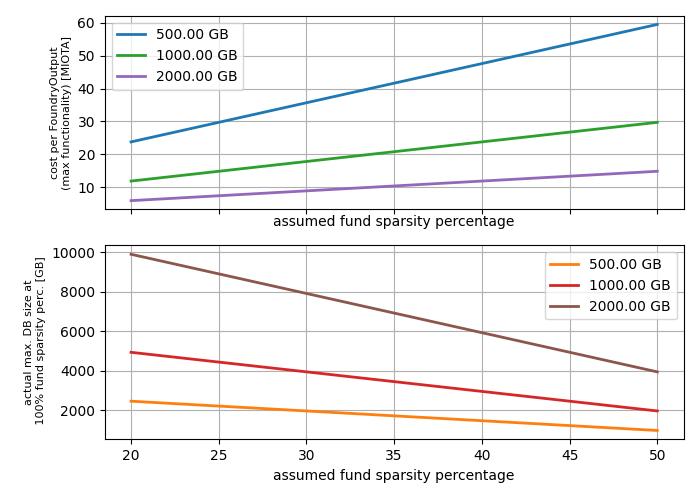 60
50
40
30
20
10
cost per FoundryOutput
(max functionality) [MIOTA]
500.00 GB
1000.00 GB
2000.00 GB
assumed fund sparsity percentage
10000
8000
6000
4000
2000
actual max. DB size at
100% fund sparsity perc. [GB]
500.00 GB
1000.00 GB
2000.00 GB
20 25 30 35 40 45 50
assumed fund sparsity percentage